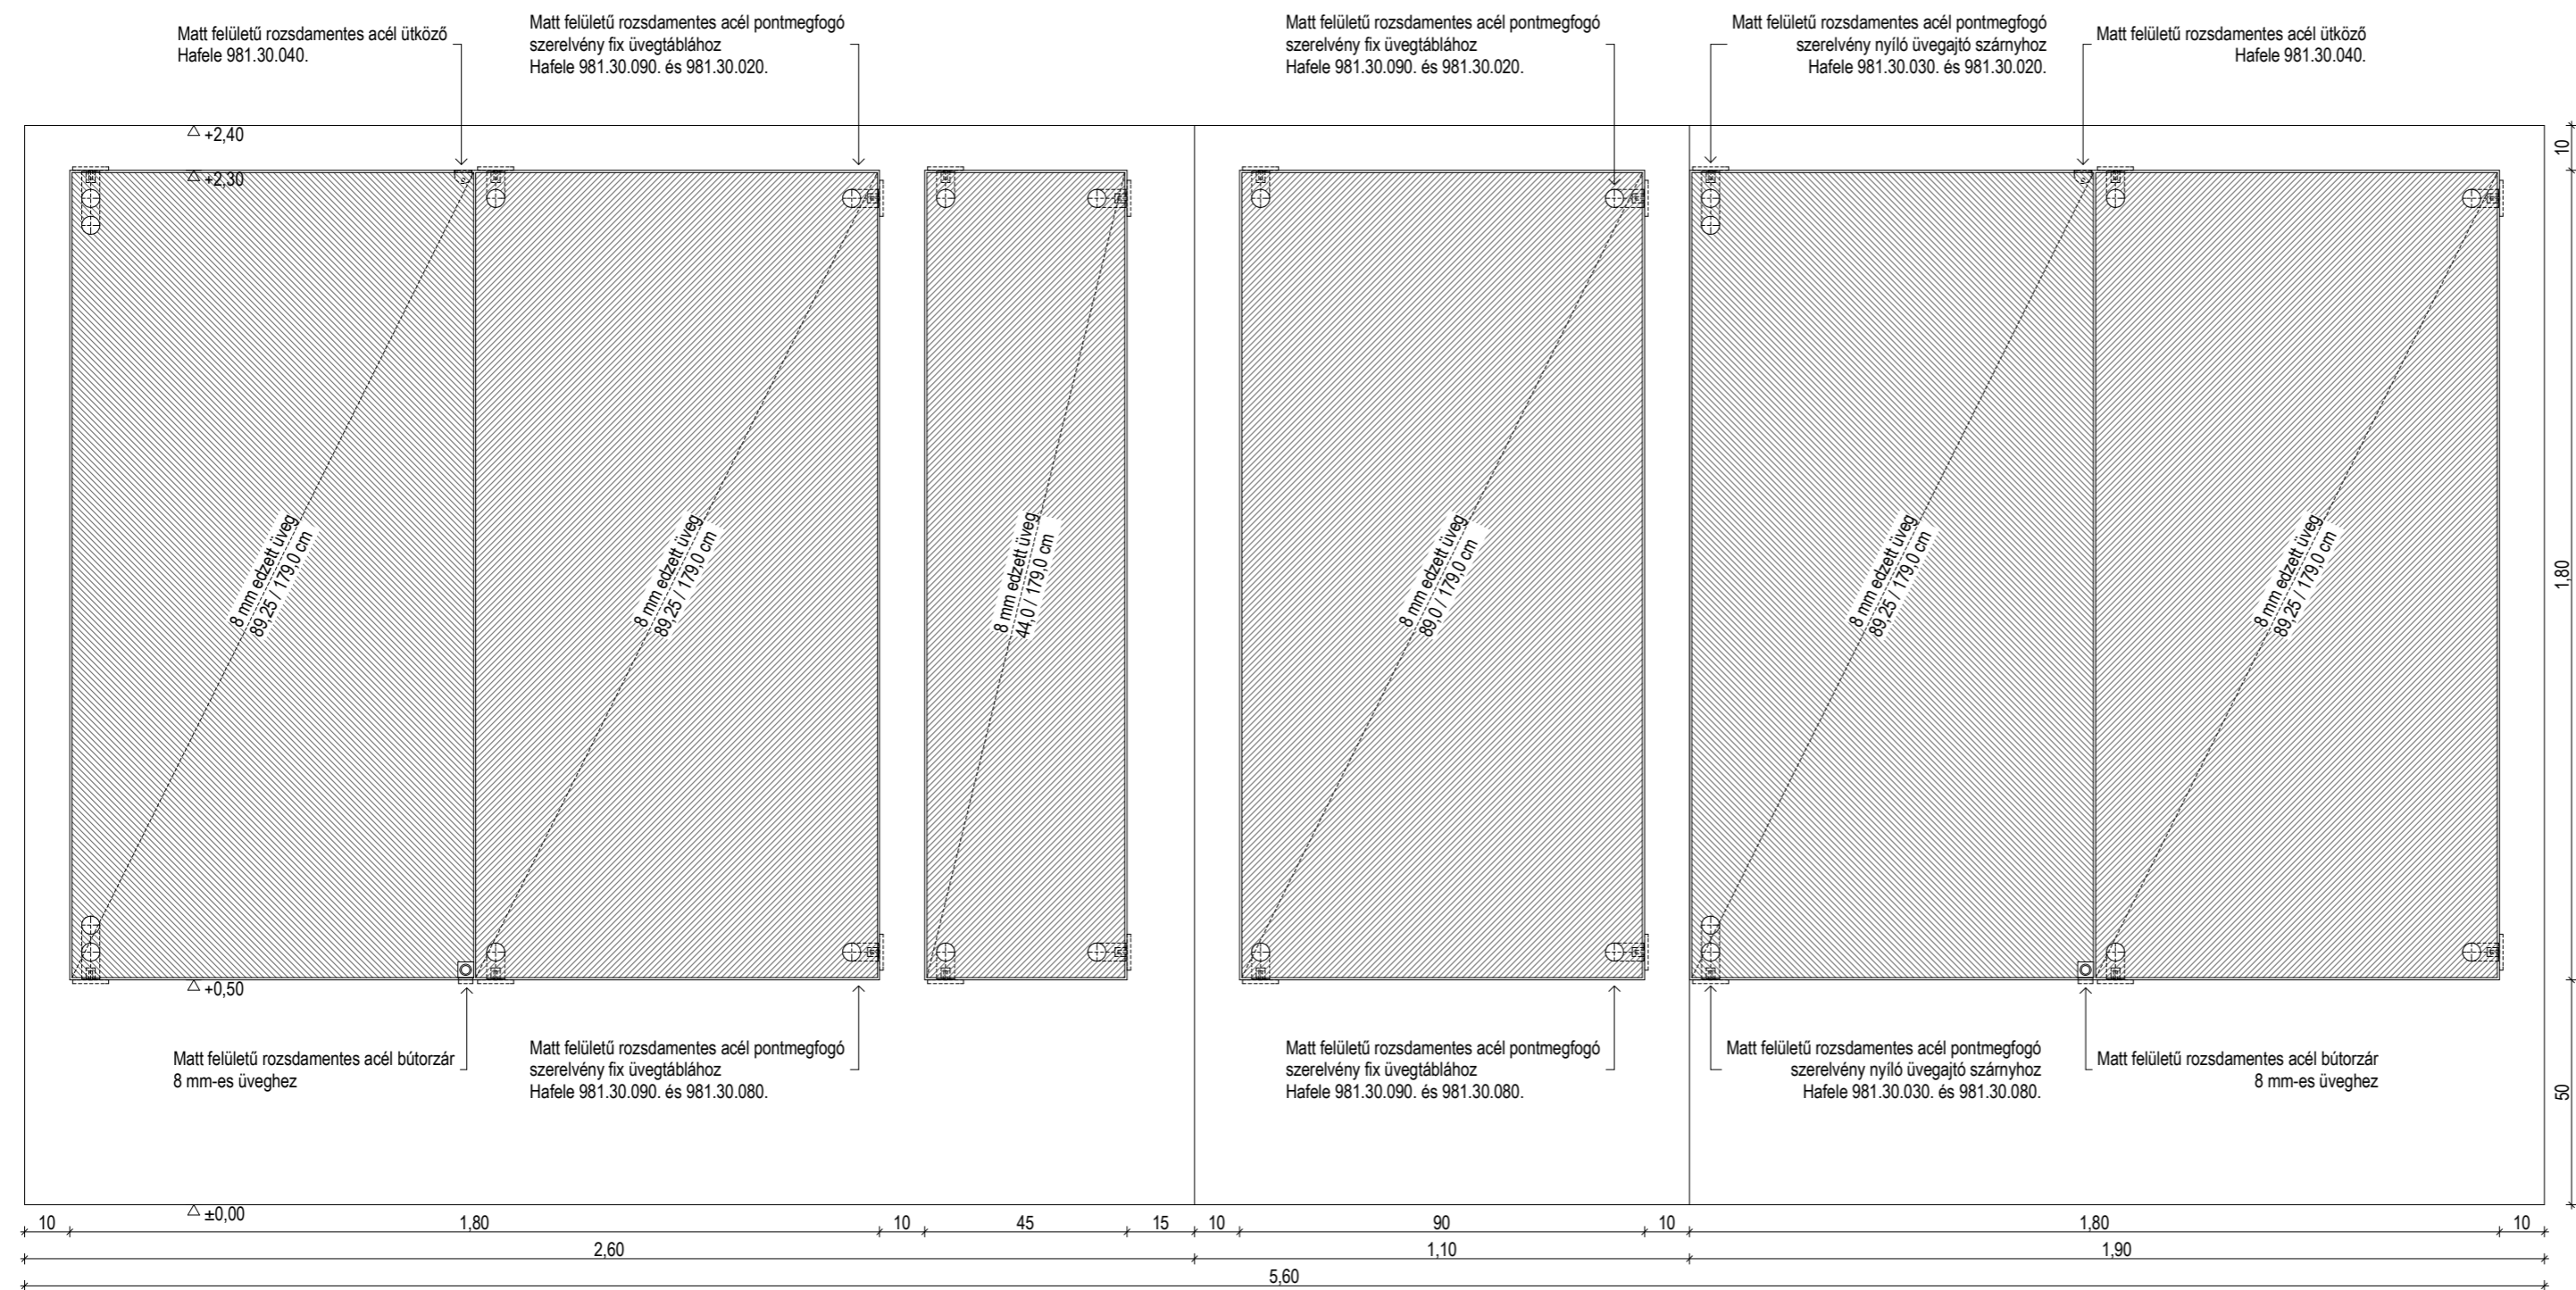 Matt felületű rozsdamentes acél ütköző
Hafele 981.30.040.
Matt felületű rozsdamentes acél pontmegfogó
szerelvény fix üvegtáblához
Hafele 981.30.090. és 981.30.020.
Matt felületű rozsdamentes acél pontmegfogó
szerelvény fix üvegtáblához
Hafele 981.30.090. és 981.30.020.
Matt felületű rozsdamentes acél pontmegfogó
szerelvény nyíló üvegajtó szárnyhoz
Hafele 981.30.030. és 981.30.020.
Matt felületű rozsdamentes acél ütköző
Hafele 981.30.040.
+2,40
+2,30
10
8 mm edzett üveg
89,25 / 179,0 cm
8 mm edzett üveg
89,25 / 179,0 cm
8 mm edzett üveg
44,0 / 179,0 cm
8 mm edzett üveg
89,0 / 179,0 cm
8 mm edzett üveg
89,25 / 179,0 cm
8 mm edzett üveg
89,25 / 179,0 cm
1,80
+0,50
Matt felületű rozsdamentes acél bútorzár
8 mm-es üveghez
Matt felületű rozsdamentes acél pontmegfogó
szerelvény fix üvegtáblához
Hafele 981.30.090. és 981.30.080.
Matt felületű rozsdamentes acél pontmegfogó
szerelvény fix üvegtáblához
Hafele 981.30.090. és 981.30.080.
Matt felületű rozsdamentes acél pontmegfogó
szerelvény nyíló üvegajtó szárnyhoz
Hafele 981.30.030. és 981.30.080.
Matt felületű rozsdamentes acél bútorzár
8 mm-es üveghez
50
±0,00
10 1,80 10 45 15 10 90 10 1,80 10
2,60 1,10 1,90
5,60